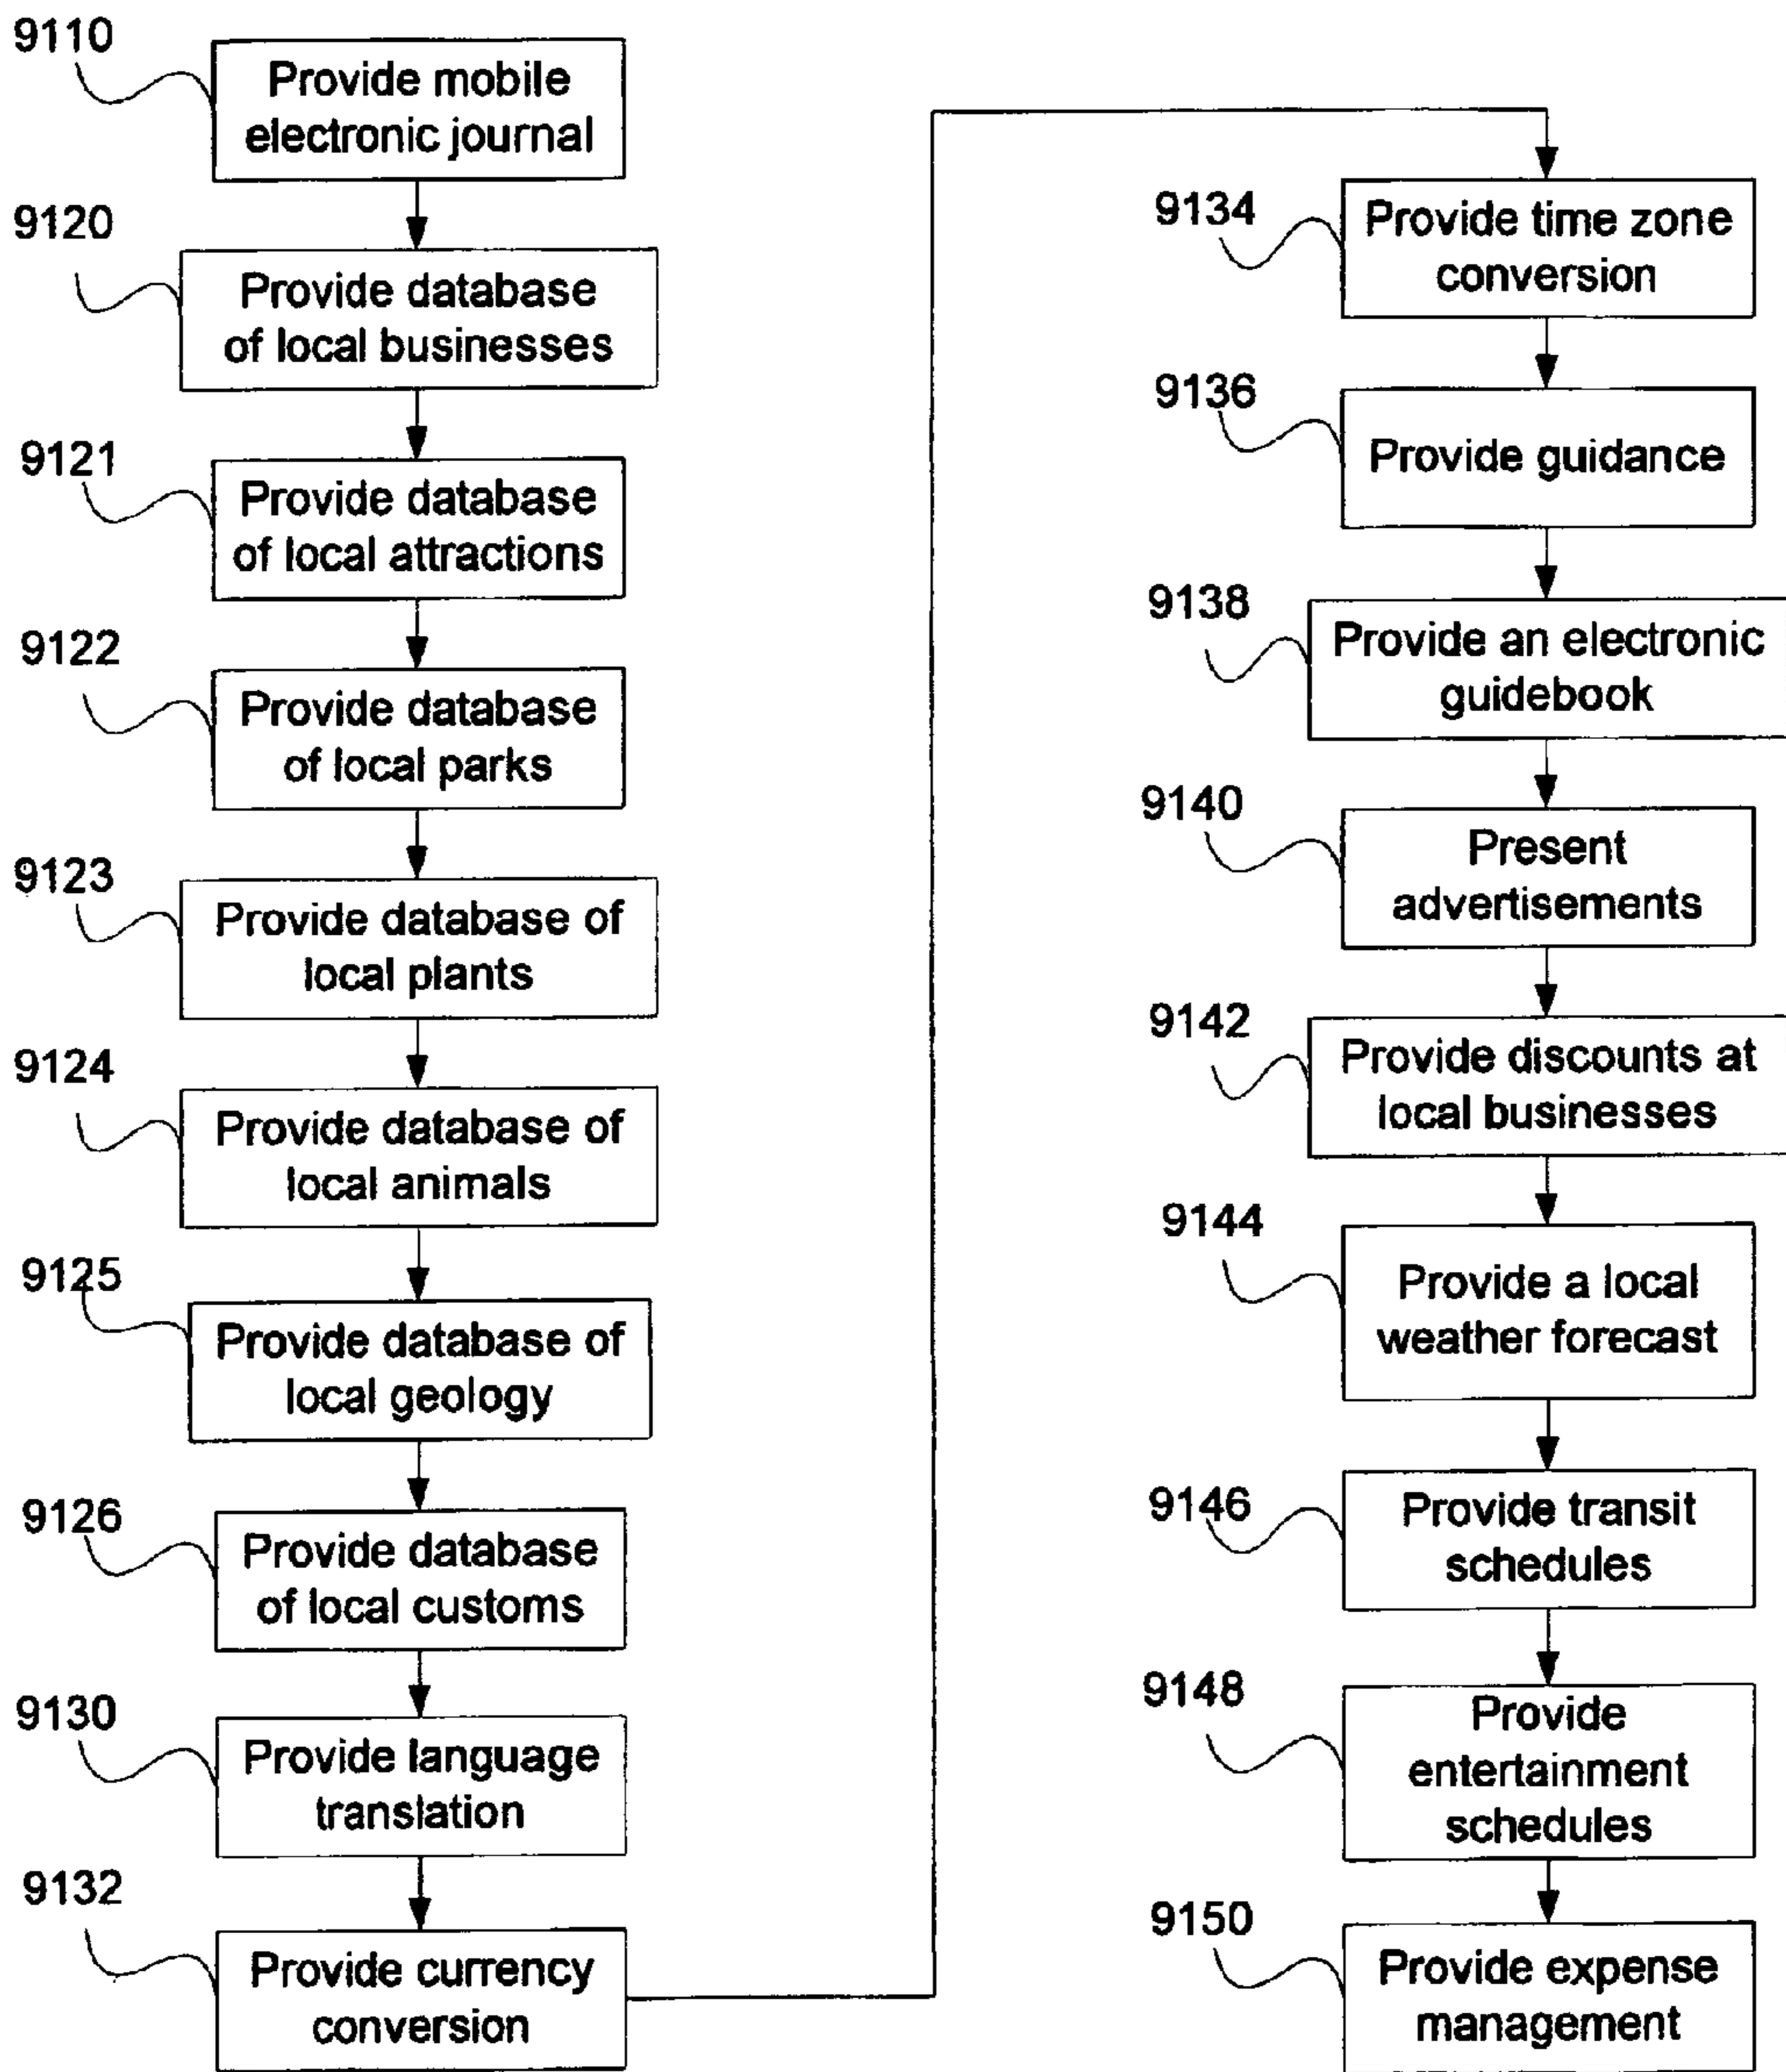 9110
Provide mobile
electronic journal
9120
Provide database
of local businesses
9121
Provide database
of local attractions
9122
Provide database
of local parks
9123
Provide database of
local plants
9124
Provide database of
local animals
9125
Provide database of
local geology
9126
Provide database
of local customs
9130
Provide language
translation
9132
Provide currency
conversion
9134
Provide time zone
conversion
9136
Provide guidance
9138
Provide an electronic
guidebook
9140
Present
advertisements
9142
Provide discounts at
local businesses
9144
Provide a local
weather forecast
9146
Provide transit
schedules
9148
Provide
entertainment
schedules
9150
Provide expense
management